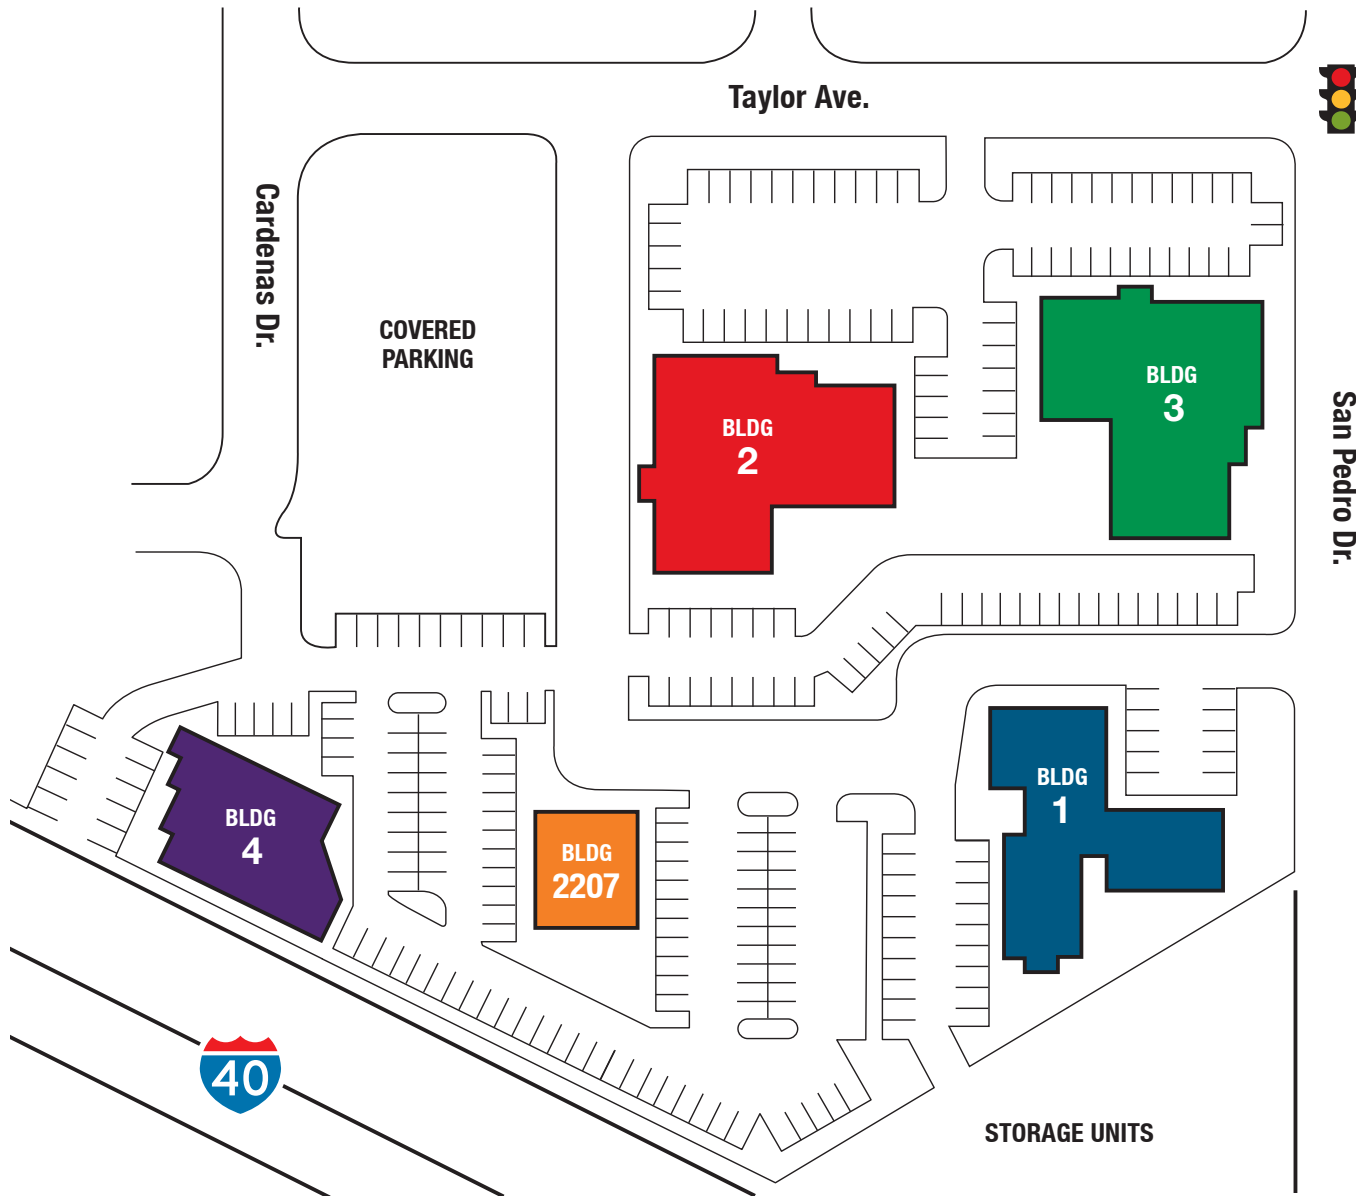 Taylor Ave.
Cardenas Dr.
COVERED
PARKING
BLDG
3
San Pedro Dr.
BLDG
2
BLDG
1
BLDG
4
BLDG
2207
40
STORAGE UNITS